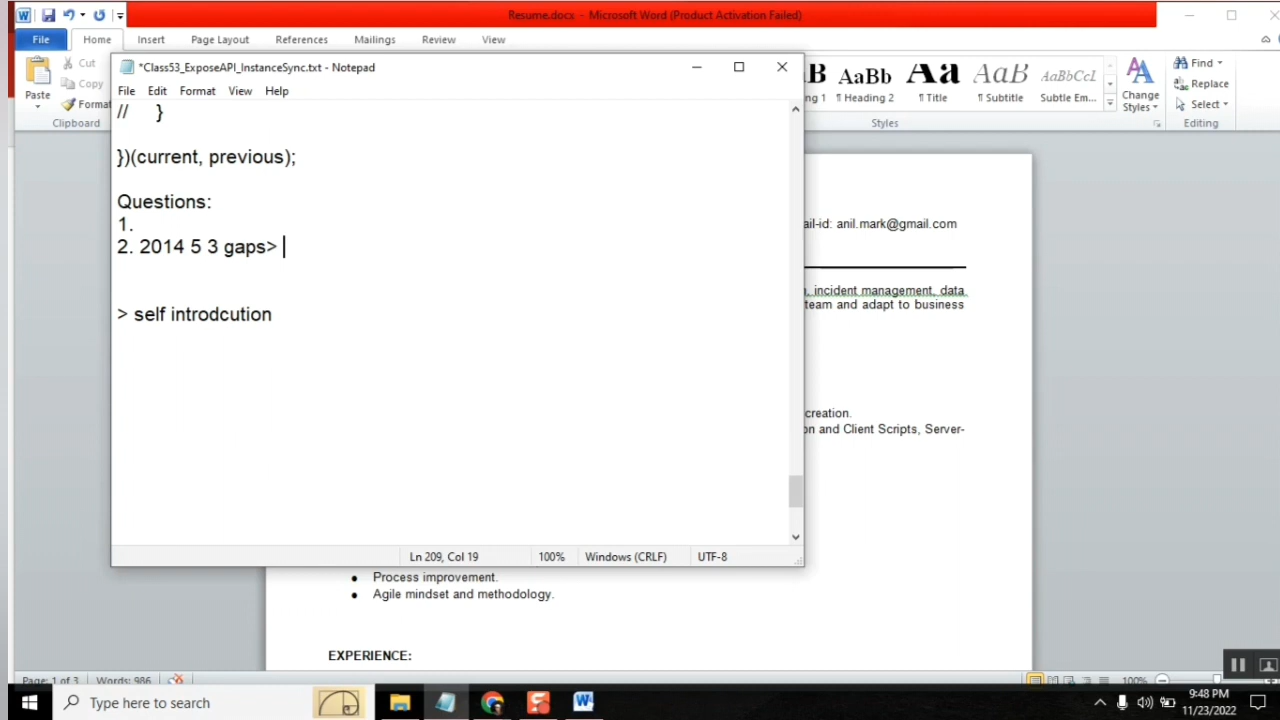 Resume.docx - Microsoft Word (Product Activation Failed)
File Home Insert Page Layout References Mailings Review View
*Class53_ExposeAPI_InstanceSync.txt - Notepad
File Edit Format View Help
Paste
Cut
Copy
Format
Clipboard
AaBb AaBbCcL
ng 1 ¶ Heading 2 ¶ Title ¶ Subtitle Subtle Em...
Change
Styles
Styles
Find
Replace
Select
Editing
// }
})(current, previous);
Questions:
1.
2. 2014 5 3 gaps>
> self introdcution
Ln 209, Col 19 100% Windows (CRLF) UTF-8
ail-id: anil.mark@gmail.com
, incident management, data
team and adapt to business
creation.
on and Client Scripts, Server-
• Process improvement.
• Agile mindset and methodology.
EXPERIENCE:
Page: 1 of 3 Words: 986 100%
Type here to search
9:48 PM
11/23/2022